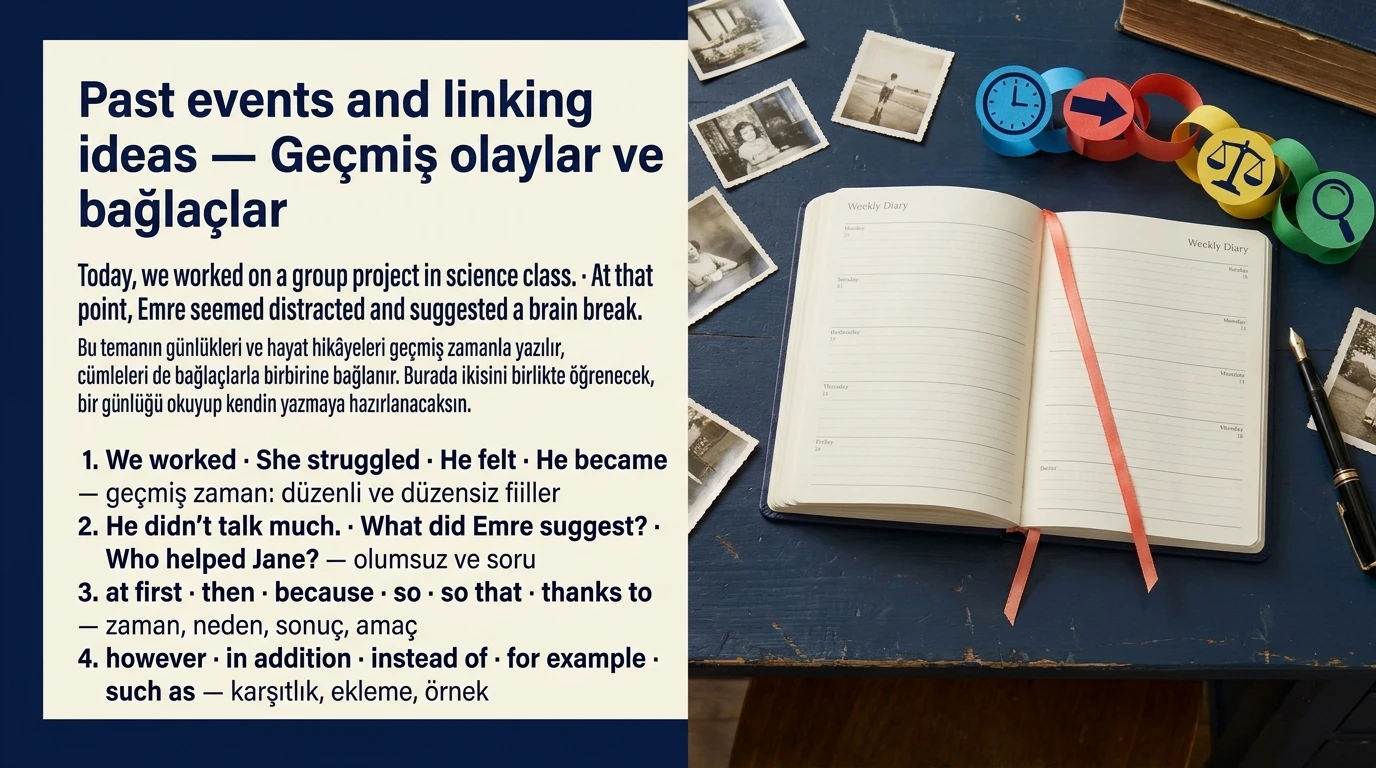 Past events and linking
ideas — Geçmiş olaylar ve
bağlaçlar
Today, we worked on a group project in science class. · At that
point, Emre seemed distracted and suggested a brain break.
Bu temanın günlükleri ve hayat hikâyeleri geçmiş zamanla yazılır,
cümleleri de bağlaçlarla birbirine bağlanır. Burada ikisini birlikte öğrenecek,
bir günlüğü okuyup kendin yazmaya hazırlanacaksın.
1. We worked · She struggled · He felt · He became
— geçmiş zaman: düzenli ve düzensiz fiiller
2. He didn’t talk much. · What did Emre suggest? ·
Who helped Jane? — olumsuz ve soru
3. at first · then · because · so · so that · thanks to
— zaman, neden, sonuç, amaç
4. however · in addition · instead of · for example ·
such as — karşıtlık, ekleme, örnek
Weekly Diary
Weekly Diary
Friday